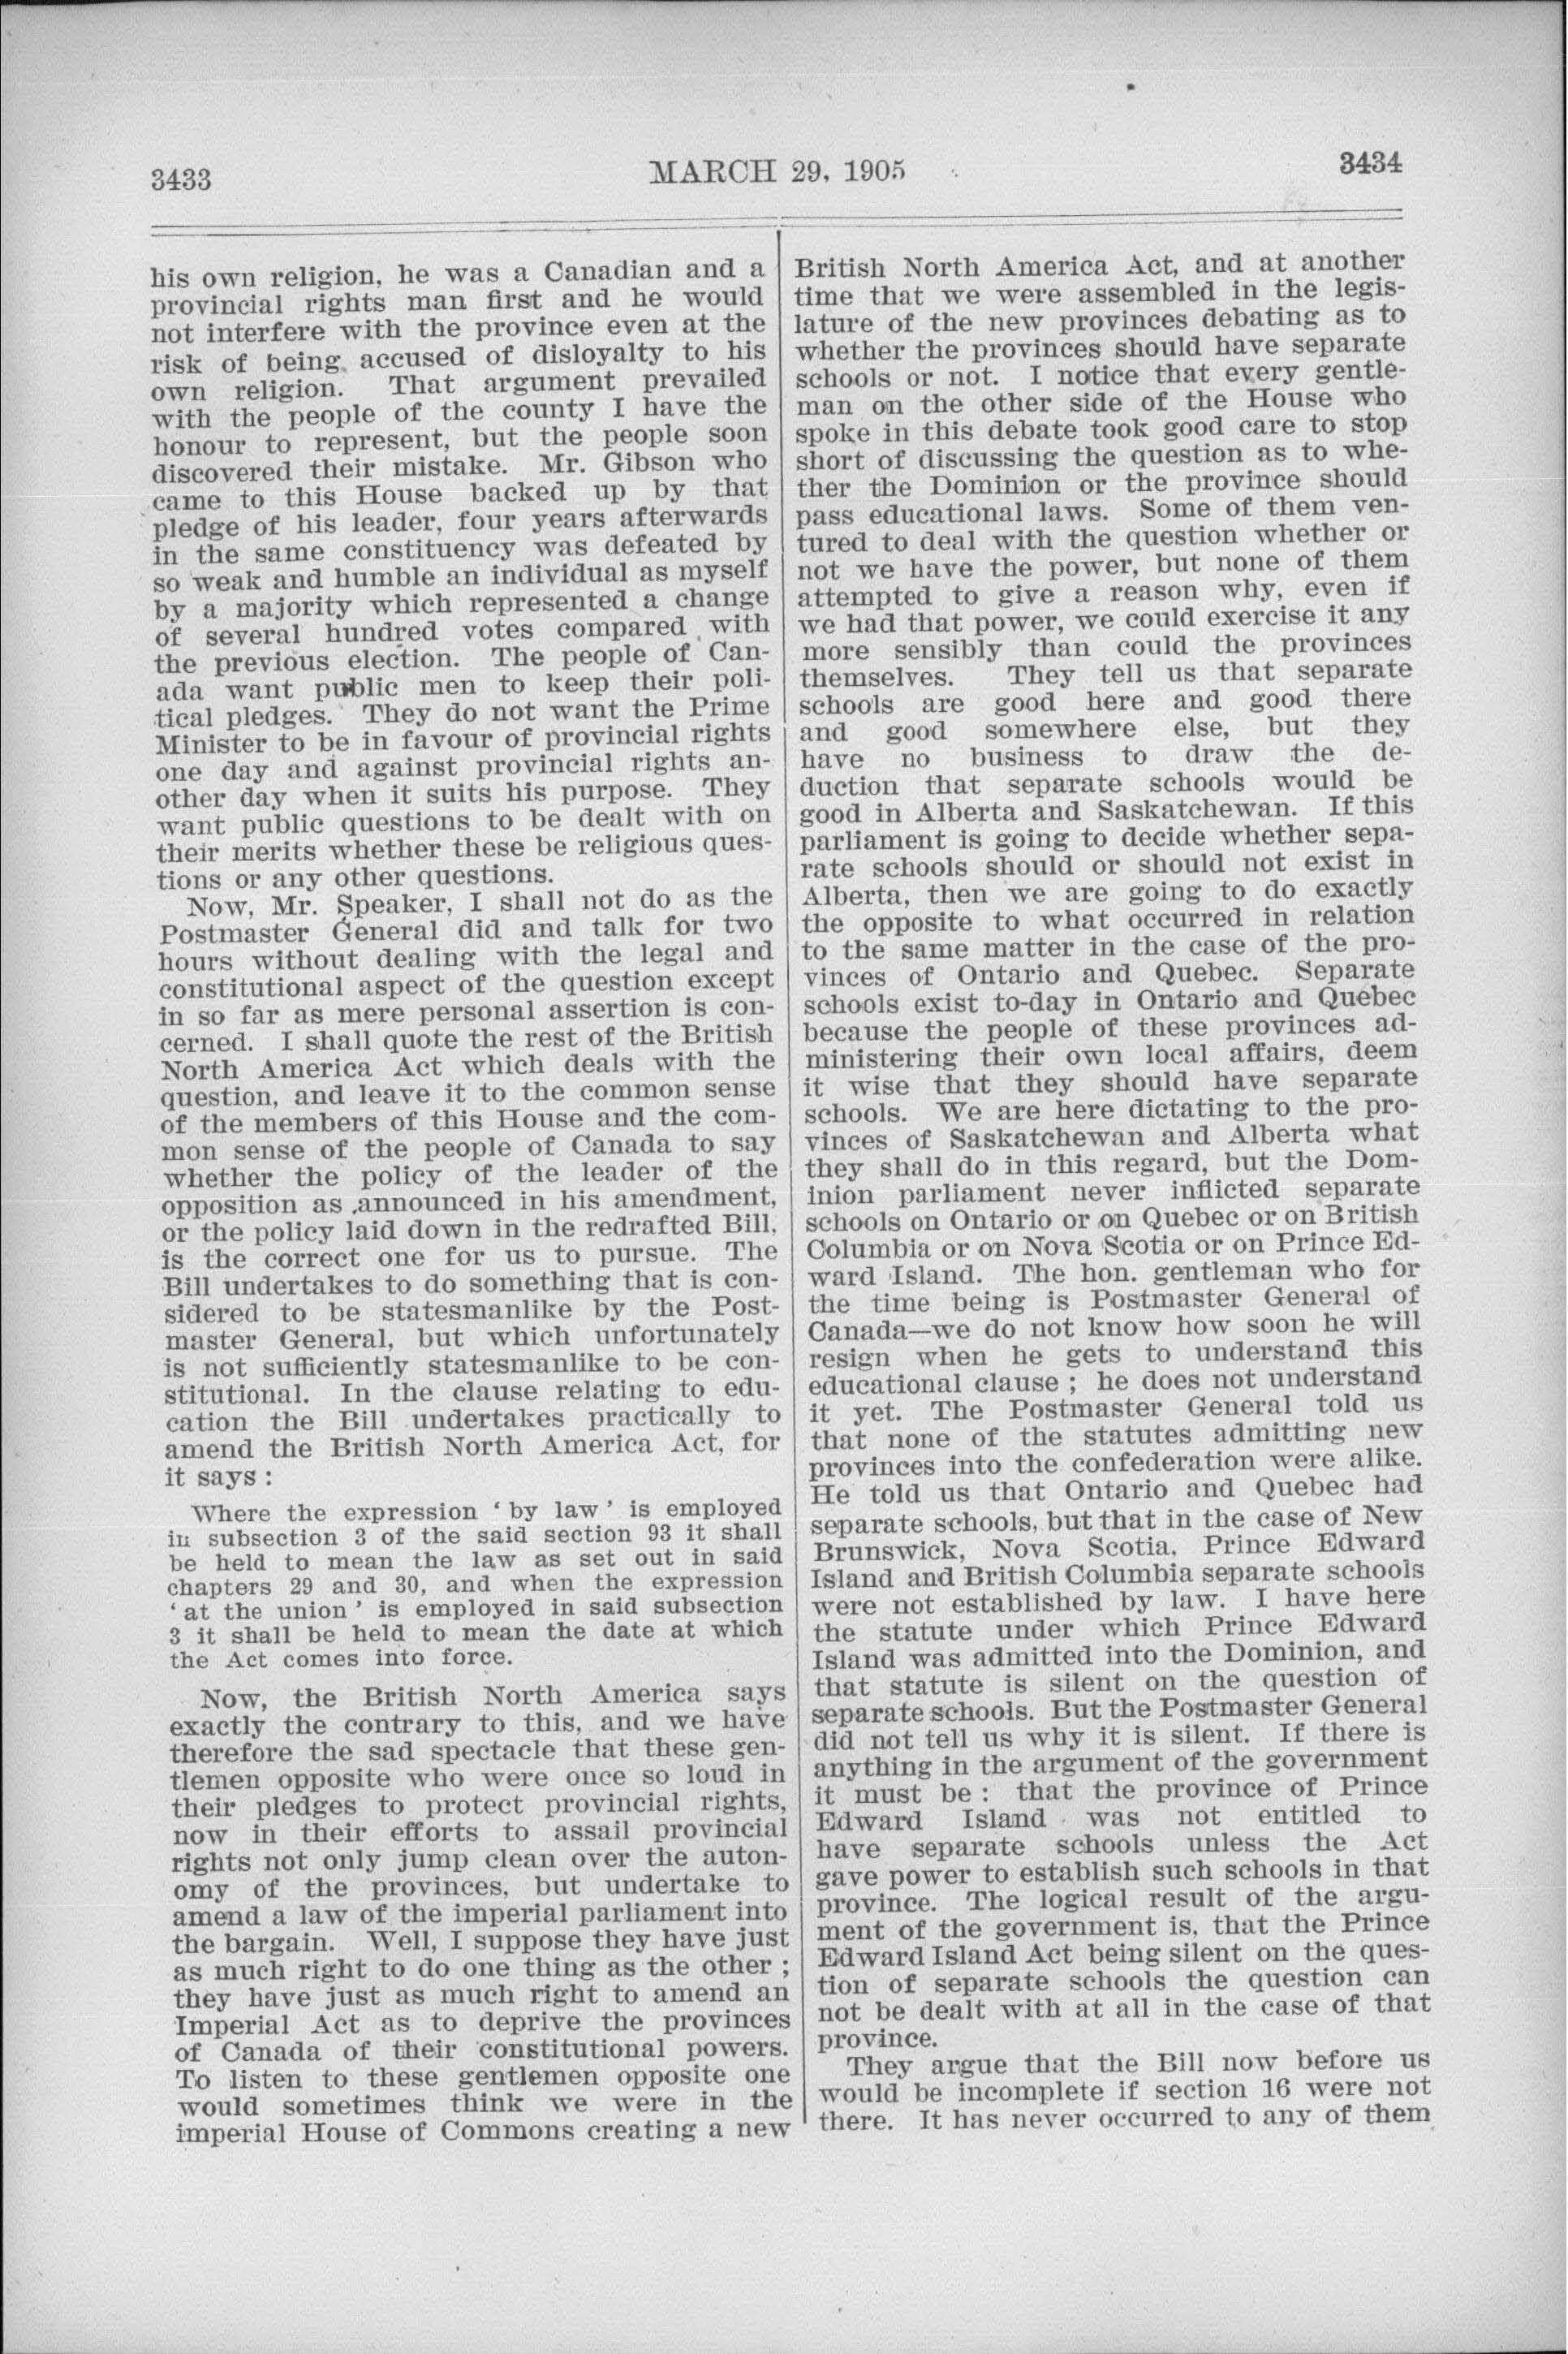 3433
MARCH 29, 1905
3434
his own religion, he was a Canadian and a
provincial rights man first and he would
not interfere with the province even at the
risk of being accused of disloyalty to his
own religion. That argument prevailed
with the people of the county I have the
honour to represent, but the people soon
discovered their mistake. Mr. Gibson who
came to this House backed up by that
pledge of his leader, four years afterwards
in the same constituency was defeated by
so weak and humble an individual as myself
by a majority which represented a change
of several hundred votes compared with
the previous election. The people of Can-
ada want public men to keep their poli-
tical pledges. They do not want the Prime
Minister to be in favour of provincial rights
one day and against provincial rights an-
other day when it suits his purpose. They
want public questions to be dealt with on
their merits whether these be religious ques-
tions or any other questions.
Now, Mr. Speaker, I shall not do as the
Postmaster General did and talk for two
hours without dealing with the legal and
constitutional aspect of the question except
in so far as mere personal assertion is con-
cerned. I shall quote the rest of the British
North America Act which deals with the
question, and leave it to the common sense
of the members of this House and the com-
mon sense of the people of Canada to say
whether the policy of the leader of the
opposition as announced in his amendment,
or the policy laid down in the redrafted Bill,
is the correct one for us to pursue. The
Bill undertakes to do something that is con-
sidered to be statesmanlike by the Post-
master General, but which unfortunately
is not sufficiently statesmanlike to be con-
stitutional. In the clause relating to edu-
cation the Bill undertakes practically to
amend the British North America Act, for
it says :
Where the expression ‘ by law ’ is employed
in subsection 3 of the said section 93 it shall
be held to mean the law as set out in said
chapters 29 and 30, and when the expression
‘ at the union ’ is employed in said subsection
3 it shall be held to mean the date at which
the Act comes into force.
Now, the British North America says
exactly the contrary to this, and we have
therefore the sad spectacle that these gen-
tlemen opposite who were once so loud in
their pledges to protect provincial rights,
now in their efforts to assail provincial
rights not only jump clean over the auton-
omy of the provinces, but undertake to
amend a law of the imperial parliament into
the bargain. Well, I suppose they have just
as much right to do one thing as the other ;
they have just as much right to amend an
Imperial Act as to deprive the provinces
of Canada of their constitutional powers.
To listen to these gentlemen opposite one
would sometimes think we were in the
imperial House of Commons creating a new
British North America Act, and at another
time that we were assembled in the legis-
lature of the new provinces debating as to
whether the provinces should have separate
schools or not. I notice that every gentle-
man on the other side of the House who
spoke in this debate took good care to stop
short of discussing the question as to whe-
ther the Dominion or the province should
pass educational laws. Some of them ven-
tured to deal with the question whether or
not we have the power, but none of them
attempted to give a reason why, even if
we had that power, we could exercise it any
more sensibly than could the provinces
themselves. They tell us that separate
schools are good here and good there
and good somewhere else, but they
have no business to draw the de-
duction that separate schools would be
good in Alberta and Saskatchewan. If this
parliament is going to decide whether sepa-
rate schools should or should not exist in
Alberta, then we are going to do exactly
the opposite to what occurred in relation
to the same matter in the case of the pro-
vinces of Ontario and Quebec. Separate
schools exist to-day in Ontario and Quebec
because the people of these provinces ad-
ministering their own local affairs, deem
it wise that they should have separate
schools. We are here dictating to the pro-
vinces of Saskatchewan and Alberta what
they shall do in this regard, but the Dom-
inion parliament never inflicted separate
schools on Ontario or on Quebec or on British
Columbia or on Nova Scotia or on Prince Ed-
ward Island. The hon. gentleman who for
the time being is Postmaster General of
Canada—we do not know how soon he will
resign when he gets to understand this
educational clause ; he does not understand
it yet. The Postmaster General told us
that none of the statutes admitting new
provinces into the confederation were alike.
He told us that Ontario and Quebec had
separate schools, but that in the case of New
Brunswick, Nova Scotia, Prince Edward
Island and British Columbia separate schools
were not established by law. I have here
the statute under which Prince Edward
Island was admitted into the Dominion, and
that statute is silent on the question of
separate schools. But the Postmaster General
did not tell us why it is silent. If there is
anything in the argument of the government
it must be : that the province of Prince
Edward Island was not entitled to
have separate schools unless the Act
gave power to establish such schools in that
province. The logical result of the argu-
ment of the government is, that the Prince
Edward Island Act being silent on the ques-
tion of separate schools the question can
not be dealt with at all in the case of that
province.
They argue that the Bill now before us
would be incomplete if section 16 were not
there. It has never occurred to any of them